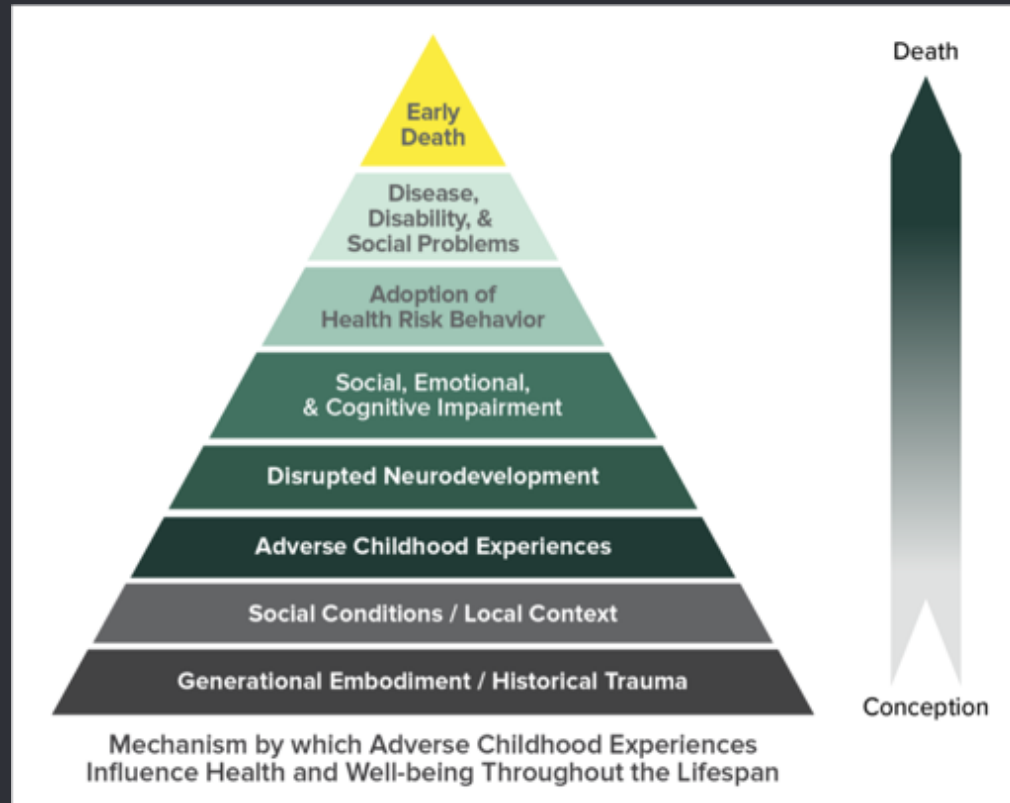 Death
Early
Death
Disease,
Disability, &
Social Problems
Adoption of
Health Risk Behavior
Social, Emotional,
& Cognitive Impairment
Disrupted Neurodevelopment
Adverse Childhood Experiences
Social Conditions / Local Context
Generational Embodiment / Historical Trauma
Conception
Mechanism by which Adverse Childhood Experiences
Influence Health and Well-being Throughout the Lifespan